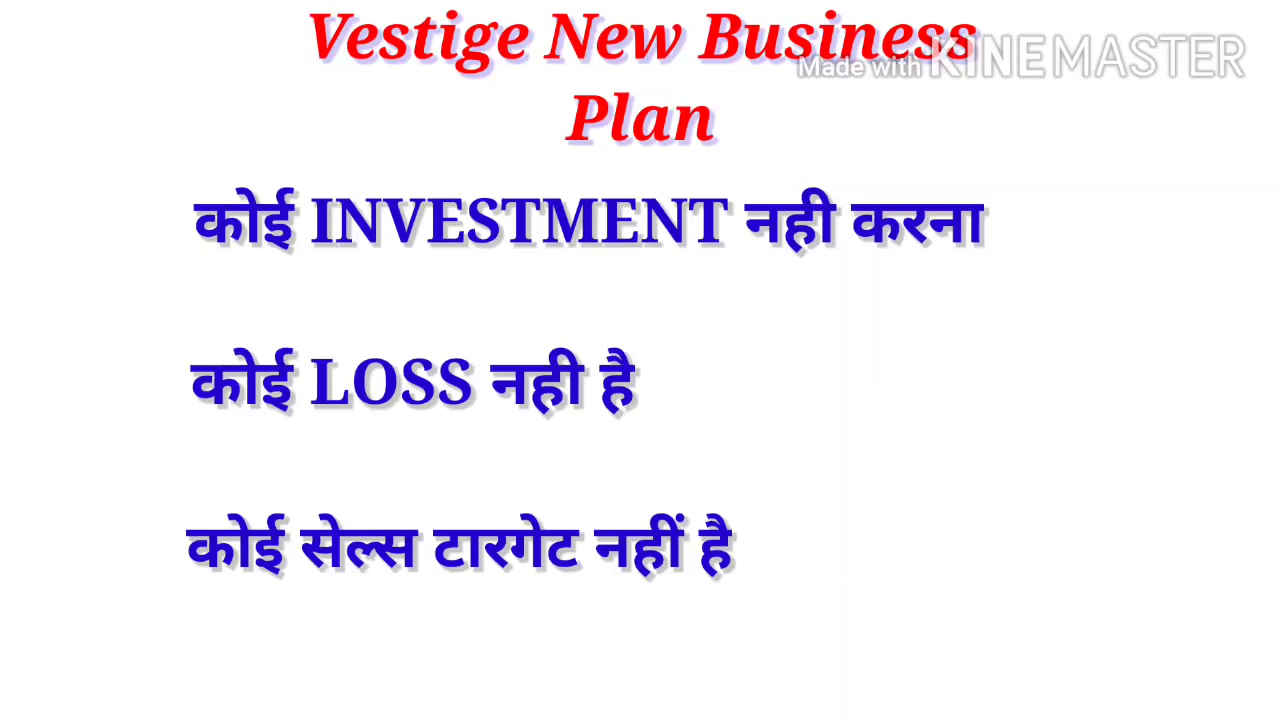 Vestige New Business
Made with KINEMASTER
Plan
कोई INVESTMENT नही करना
कोई LOSS नही है
कोई सेल्स टारगेट नहीं है